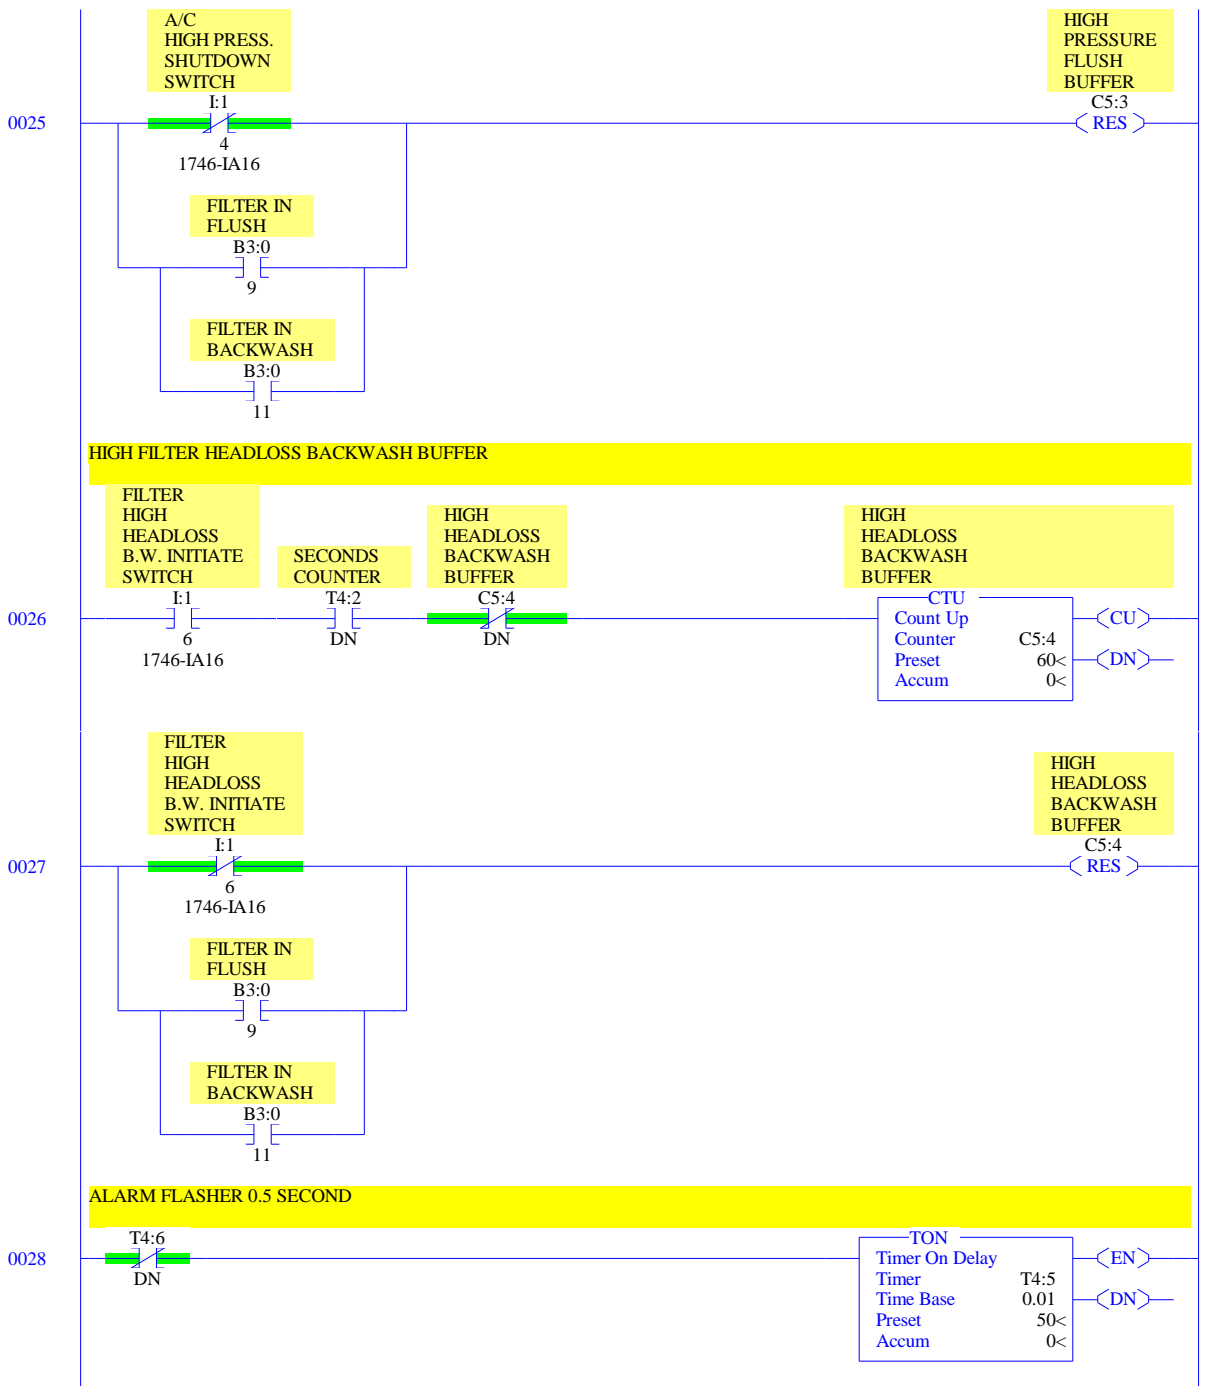 A/C
HIGH PRESS.
SHUTDOWN
SWITCH
I:1
4
1746-IA16
HIGH
PRESSURE
FLUSH
BUFFER
C5:3
RES
0025
FILTER IN
FLUSH
B3:0
9
FILTER IN
BACKWASH
B3:0
11
HIGH FILTER HEADLOSS BACKWASH BUFFER
0026
FILTER
HIGH
HEADLOSS
B.W. INITIATE
SWITCH
I:1
6
1746-IA16
SECONDS
COUNTER
T4:2
DN
HIGH
HEADLOSS
BACKWASH
BUFFER
C5:4
DN
HIGH
HEADLOSS
BACKWASH
BUFFER
CTU
Count Up
Counter C5:4
Preset 60<
Accum 0<
CU
DN
0027
FILTER
HIGH
HEADLOSS
B.W. INITIATE
SWITCH
I:1
6
1746-IA16
HIGH
HEADLOSS
BACKWASH
BUFFER
C5:4
RES
FILTER IN
FLUSH
B3:0
9
FILTER IN
BACKWASH
B3:0
11
ALARM FLASHER 0.5 SECOND
0028
T4:6
DN
TON
Timer On Delay
Timer T4:5
Time Base 0.01
Preset 50<
Accum 0<
EN
DN